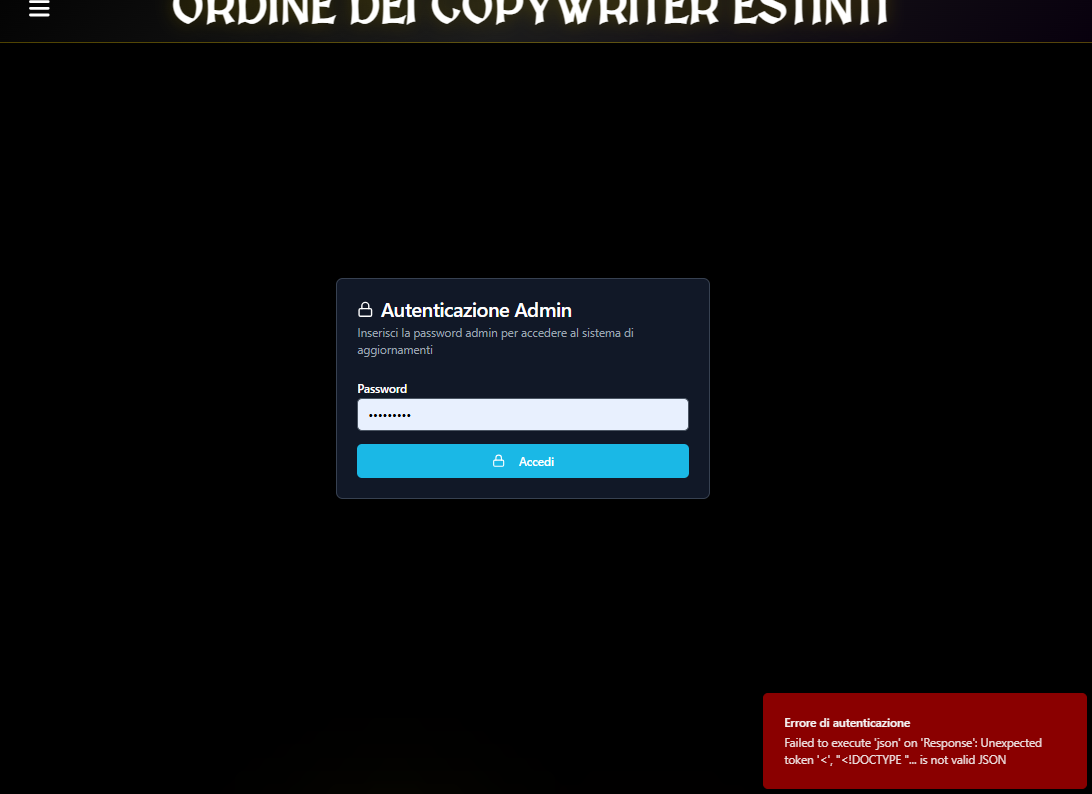 ORDINE DEI COPYWRITER ESTINTI
Autenticazione Admin
Inserisci la password admin per accedere al sistema di
aggiornamenti
Password
•••••••••
Accedi
Errore di autenticazione
Failed to execute 'json' on 'Response': Unexpected
token '<', "<!DOCTYPE "... is not valid JSON